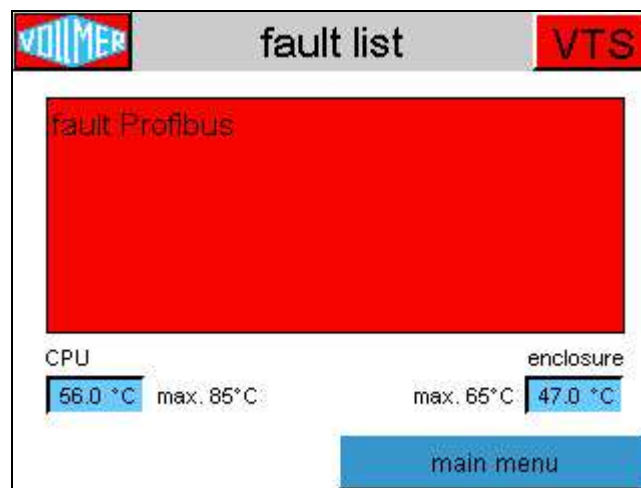 VOLLMER fault list VTS
fault Profibus
CPU enclosure
56.0 °C max. 85°C max. 65°C 47.0 °C
main menu